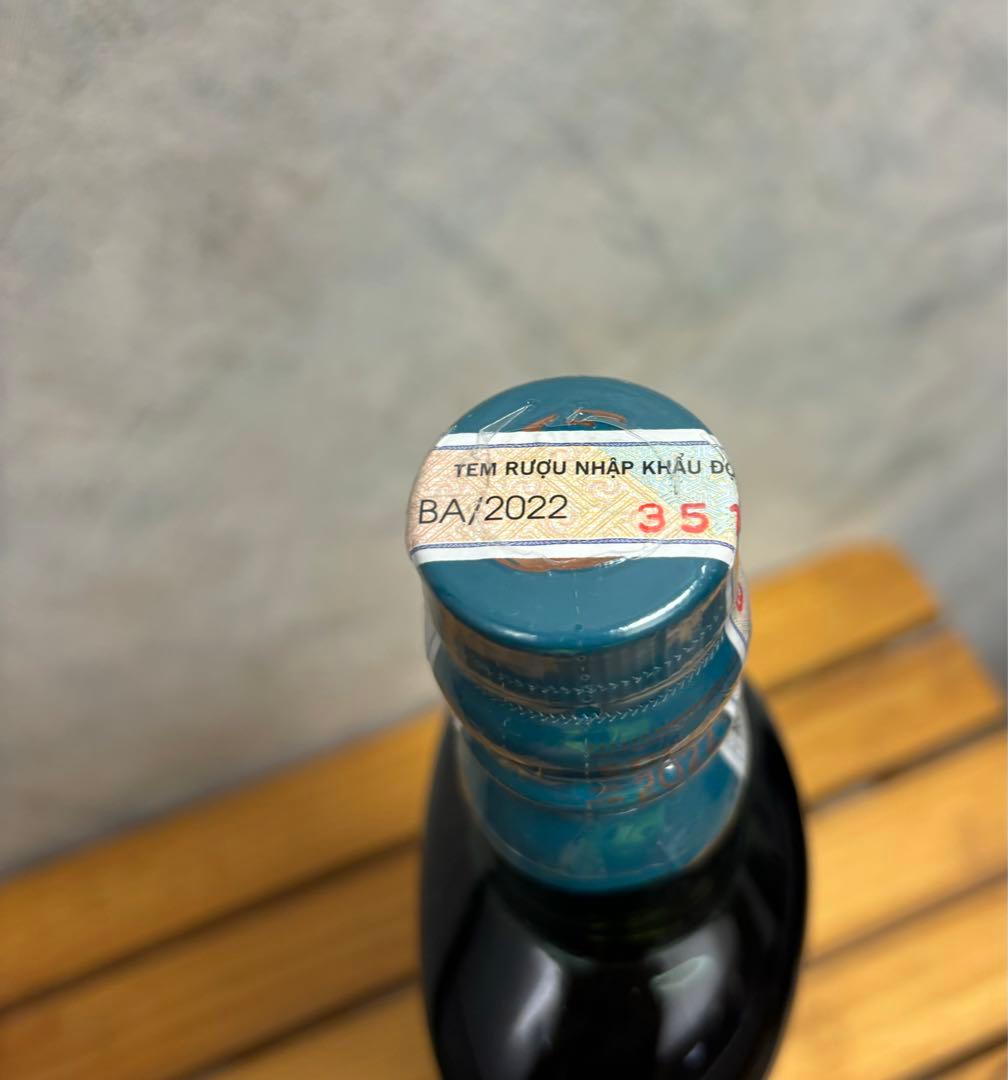 TEM RƯỢU NHẬP KHẨU
BA/2022
35